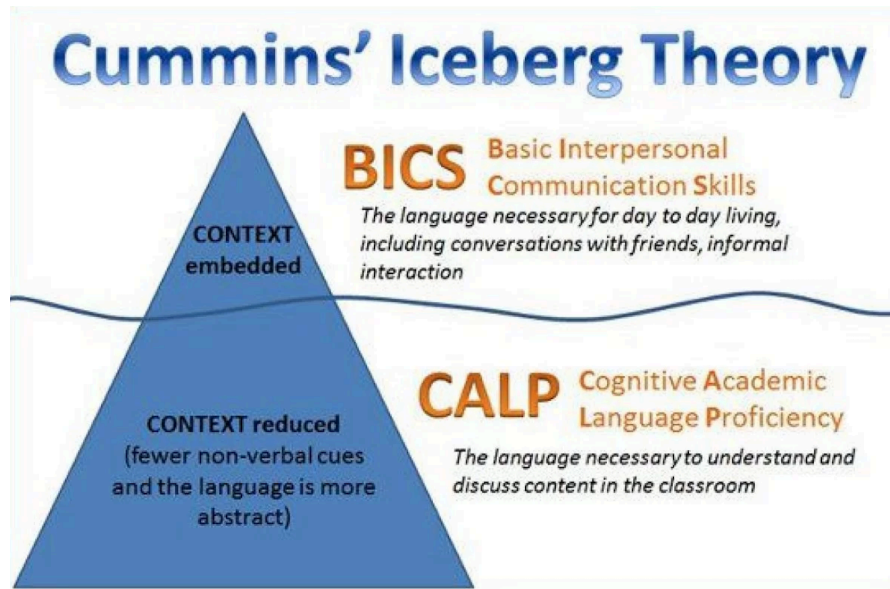 Cummins' Iceberg Theory
BICS
Basic Interpersonal
Communication Skills
The language necessary for day to day living,
including conversations with friends, informal
interaction
CONTEXT
embedded
CALP
Cognitive Academic
Language Proficiency
The language necessary to understand and
discuss content in the classroom
CONTEXT reduced
(fewer non-verbal cues
and the language is more
abstract)